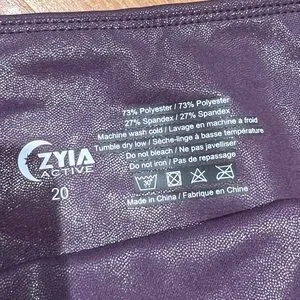 ZYIA
ACTIVE
20
73% Polyester / 73% Polyester
27% Spandex / 27% Spandex
Machine wash cold / Lavage en machine a froid
Tumble dry low / Sèche-linge à basse température
Do not bleach / Ne pas javelliser
Do not iron / Pas de repassage
Made in China / Fabrique en China